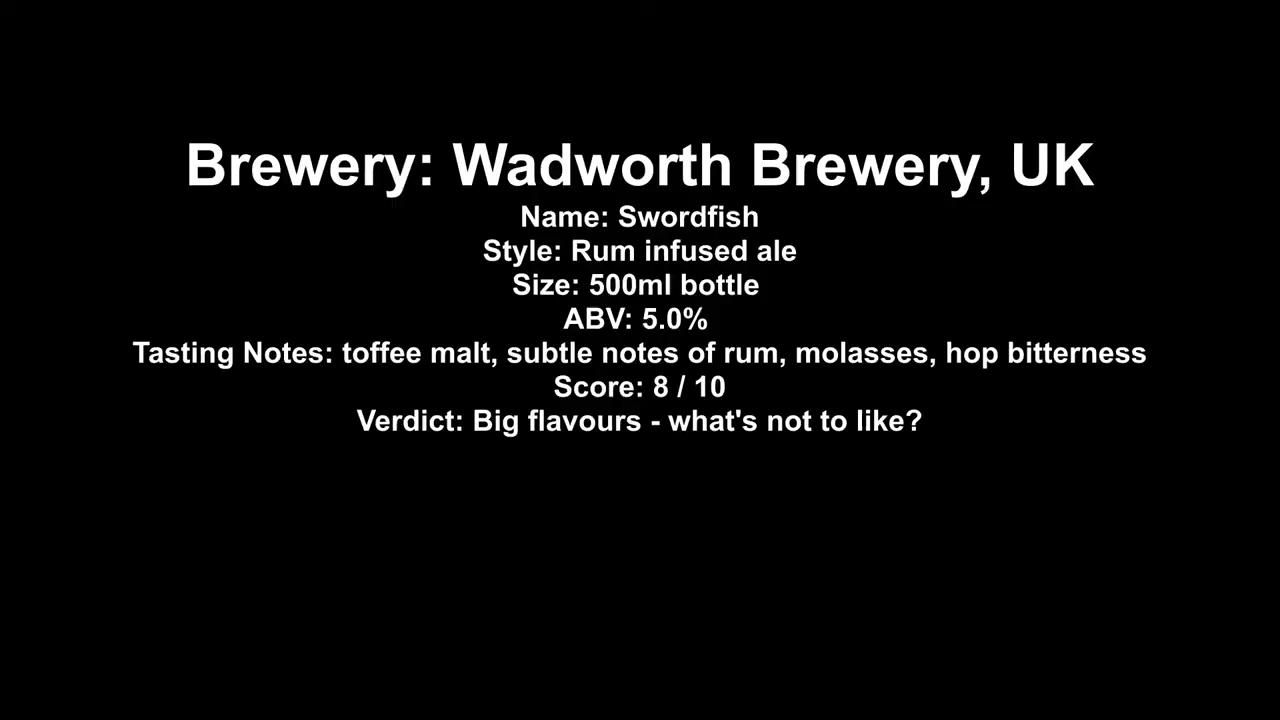 Brewery: Wadworth Brewery, UK
Name: Swordfish
Style: Rum infused ale
Size: 500ml bottle
ABV: 5.0%
Tasting Notes: toffee malt, subtle notes of rum, molasses, hop bitterness
Score: 8 / 10
Verdict: Big flavours - what's not to like?